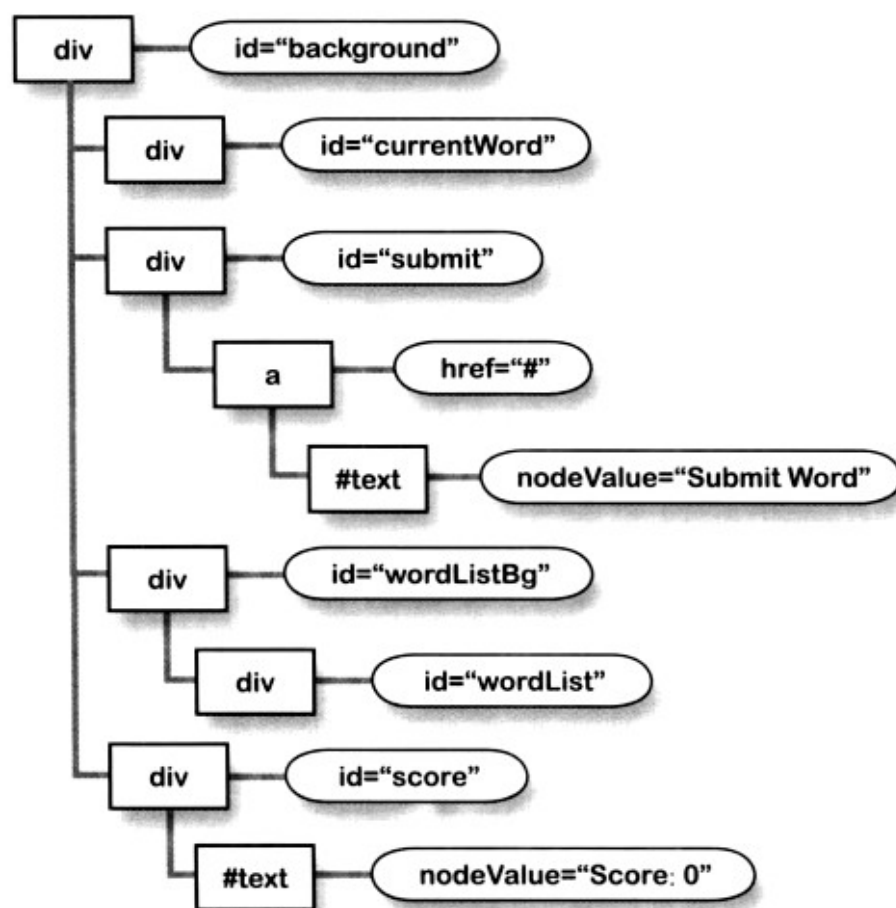 div id=“background”
div id=“currentWord”
div id=“submit”
a href=“#”
#text nodeValue=“Submit Word”
div id=“wordListBg”
div id=“wordList”
div id=“score”
#text nodeValue=“Score: 0”